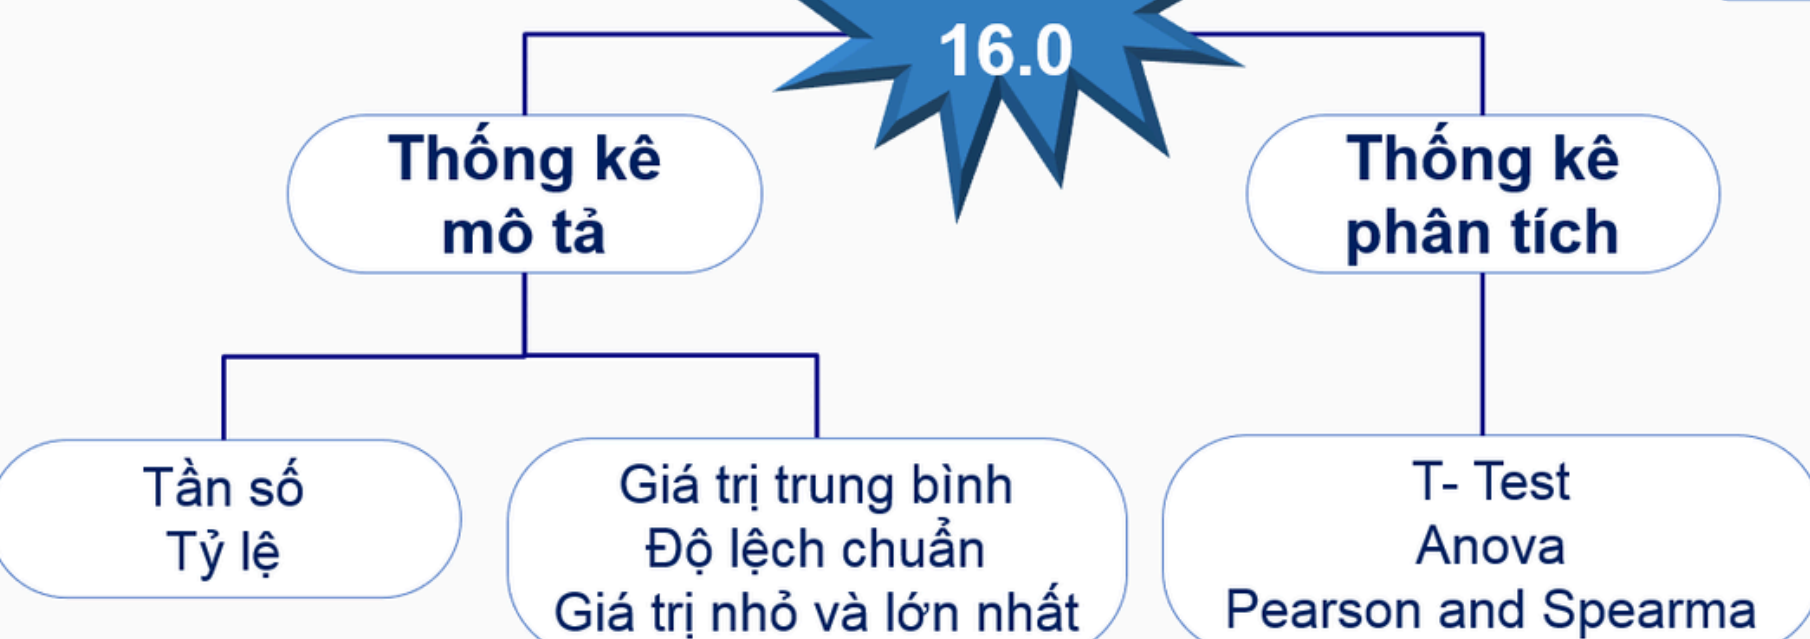 16.0
Thống kê
mô tả
Thống kê
phân tích
Tần số
Tỷ lệ
Giá trị trung bình
Độ lệch chuẩn
Giá trị nhỏ và lớn nhất
T- Test
Anova
Pearson and Spearma